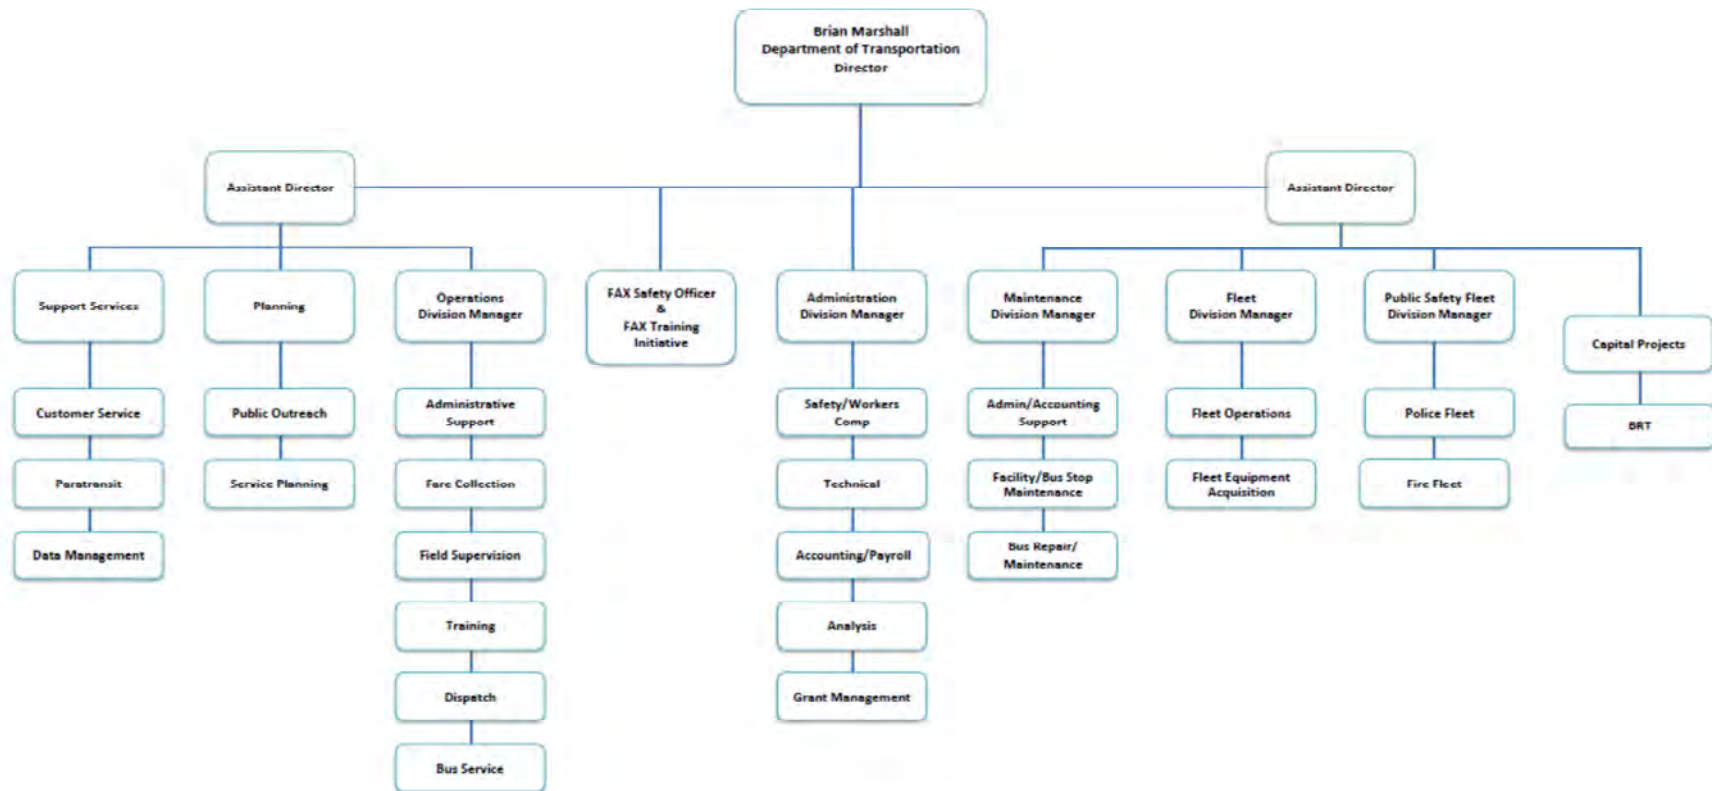 Brian Marshall
Department of Transportation
Director
Assistant Director
Assistant Director
Support Services
Planning
Operations
Division Manager
FAX Safety Officer
&
FAX Training
Initiative
Administration
Division Manager
Maintenance
Division Manager
Fleet
Division Manager
Public Safety Fleet
Division Manager
Capital Projects
Customer Service
Public Outreach
Administrative
Support
Safety/Workers
Comp
Admin/Accounting
Support
Fleet Operations
Police Fleet
BRT
Paratransit
Service Planning
Fare Collection
Technical
Facility/Bus Stop
Maintenance
Fleet Equipment
Acquisition
Fire Fleet
Data Management
Field Supervision
Accounting/Payroll
Bus Repair/
Maintenance
Training
Analysis
Dispatch
Grant Management
Bus Service